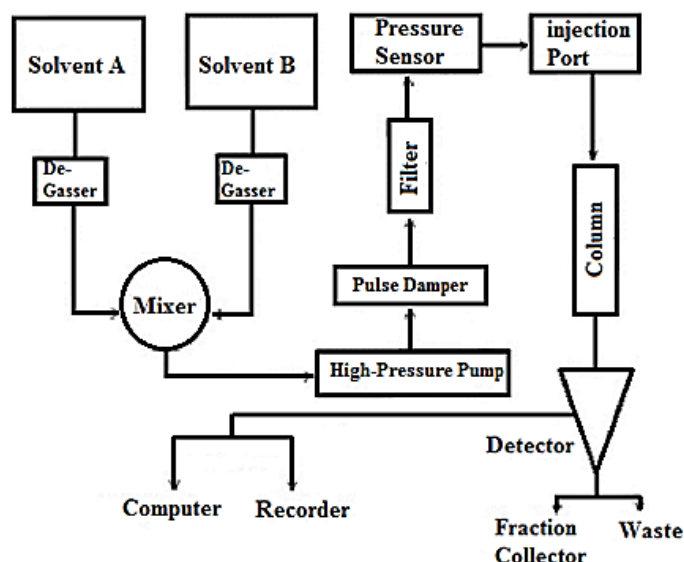 Solvent A
Solvent B
Pressure
Sensor
injection
Port
De-
Gasser
De-
Gasser
Filter
Column
Mixer
Pulse Damper
High-Pressure Pump
Detector
Computer
Recorder
Fraction
Collector
Waste